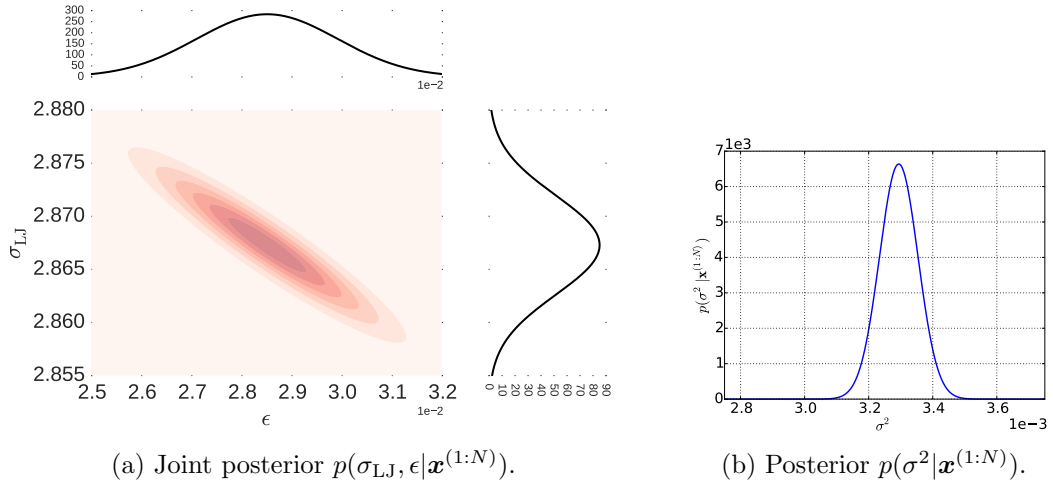 300
250
200
150
100
50
0
1e−2
2.880
2.875
2.870
2.865
2.860
2.855
σLJ
2.5 2.6 2.7 2.8 2.9 3.0 3.1 3.2
1e−2
ϵ
0 10 20 30 40 50 60 70 80 90
1e3
7
6
5
4
3
2
1
0
p(σ² |x^(1:N))
2.8 3.0 3.2 3.4 3.6
σ²
1e−3
(a) Joint posterior p(σLJ, ϵ|x^(1:N)).
(b) Posterior p(σ²|x^(1:N)).